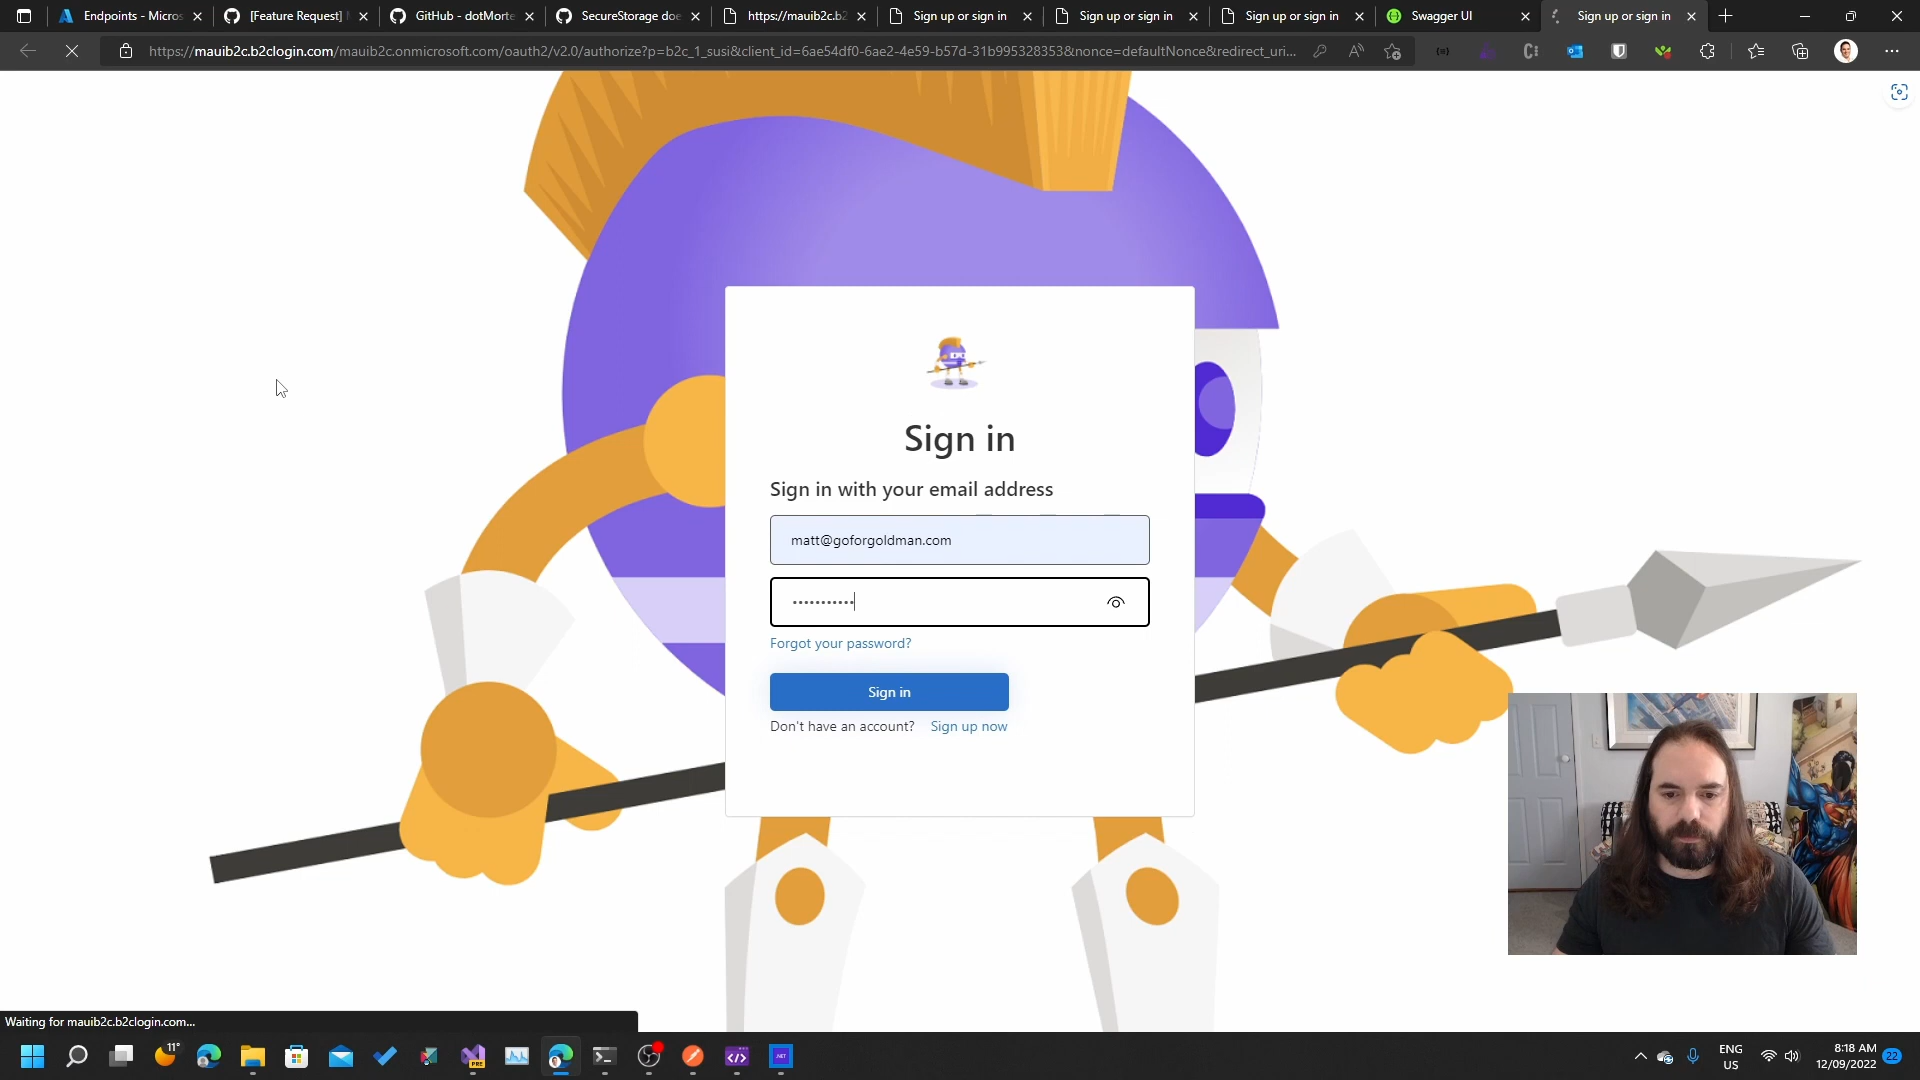 Endpoints - Micros
[Feature Request]
GitHub - dotMorte
SecureStorage doe
https://mauib2c.b2
Sign up or sign in
Sign up or sign in
Sign up or sign in
Swagger UI
Sign up or sign in
https://mauib2c.b2clogin.com/mauib2c.onmicrosoft.com/oauth2/v2.0/authorize?p=b2c_1_susi&client_id=6ae54df0-6ae2-4e59-b57d-31b995328353&nonce=defaultNonce&redirect_uri...
Sign in
Sign in with your email address
matt@goforgoldman.com
•••••••••••
Forgot your password?
Sign in
Don't have an account? Sign up now
Waiting for mauib2c.b2clogin.com...
11°
PRE
.NET
ENG
US
8:18 AM
12/09/2022
22